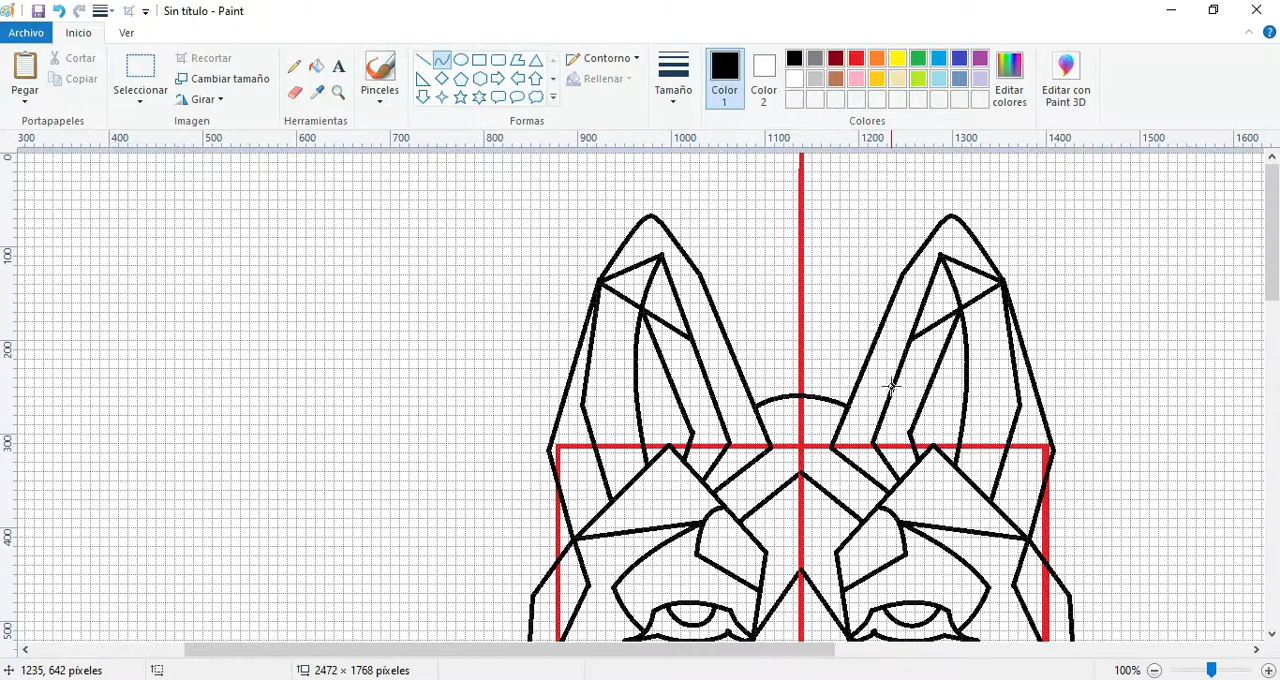 Sin título - Paint
Archivo Inicio Ver
Pegar
Cortar
Copiar
Portapapeles
Seleccionar
Recortar
Cambiar tamaño
Girar
Imagen
A
Herramientas
Pinceles
Contorno
Rellenar
Formas
Tamaño
Color 1
Color 2
Editar colores
Colores
Editar con Paint 3D
300 400 500 600 700 800 900 1000 1100 1200 1300 1400 1500 1600
0
100
200
300
400
500
1235, 642 píxeles
2472 × 1768 píxeles
100%